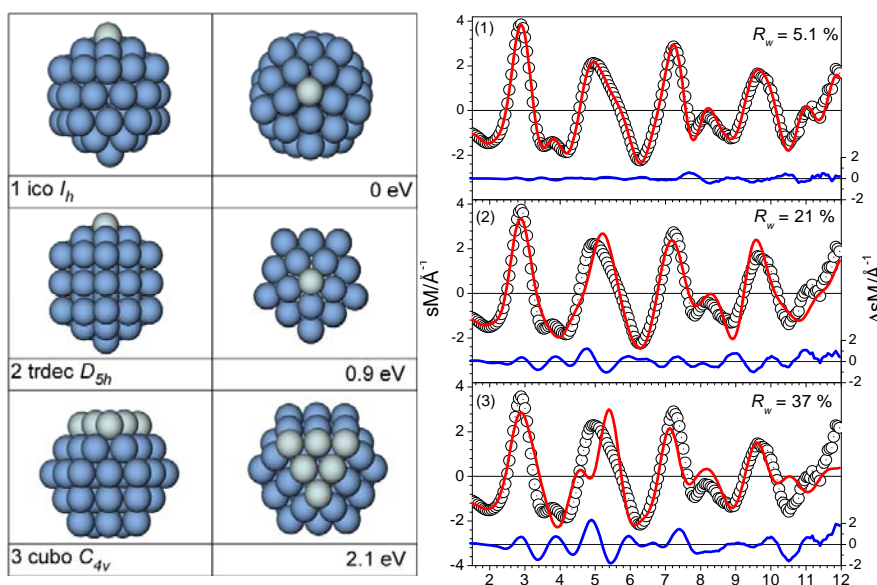 1 ico I_h
0 eV
2 trdec D_5h
0.9 eV
3 cubo C_4v
2.1 eV
(1)
R_w = 5.1 %
4
2
0
-2
2
0
-2
(2)
R_w = 21 %
4
2
0
-2
2
0
-2
(3)
R_w = 37 %
4
2
0
-2
-4
2
0
-2
sM/Å⁻¹
ΔsM/Å⁻¹
2 3 4 5 6 7 8 9 10 11 12